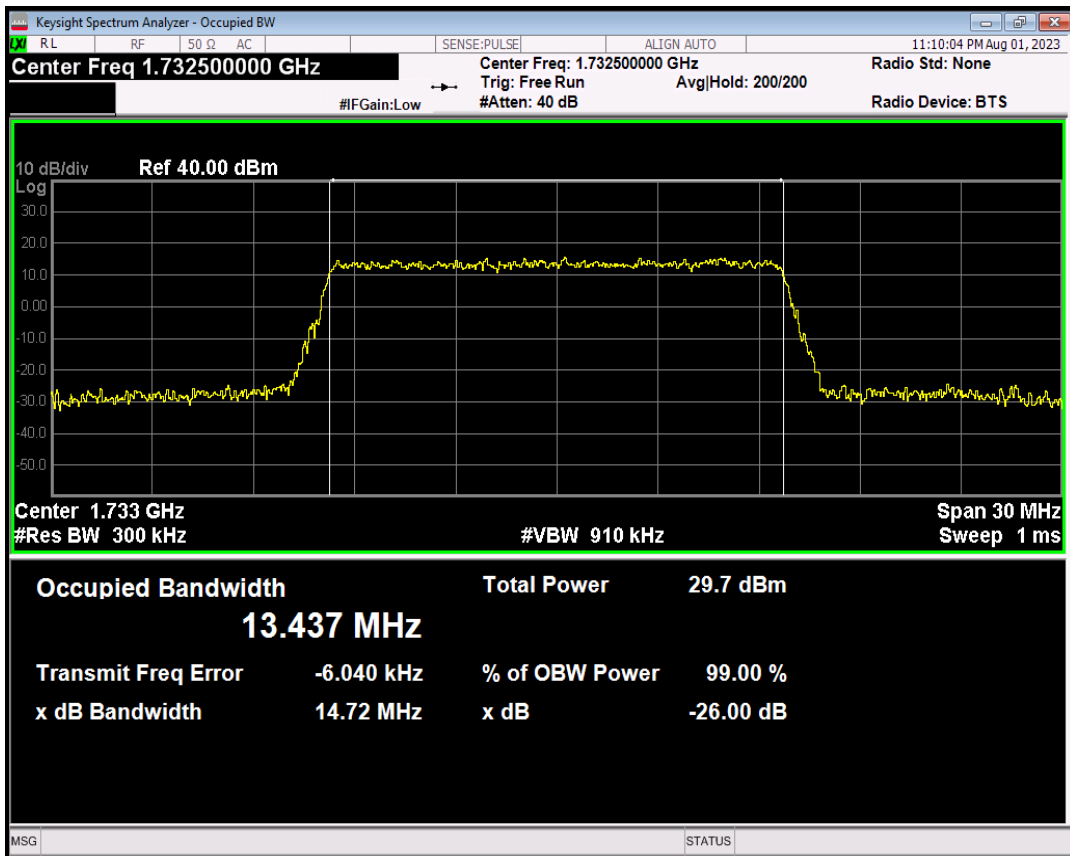 Keysight Spectrum Analyzer - Occupied BW
LXI RL RF 50 Ω AC SENSE:PULSE ALIGN AUTO 11:10:04 PM Aug 01, 2023
Center Freq 1.732500000 GHz Center Freq: 1.732500000 GHz Radio Std: None
Trig: Free Run Avg|Hold: 200/200
#IFGain:Low #Atten: 40 dB Radio Device: BTS
10 dB/div Ref 40.00 dBm
Log
30.0
20.0
10.0
0.00
-10.0
-20.0
-30.0
-40.0
-50.0
Center 1.733 GHz Span 30 MHz
#Res BW 300 kHz #VBW 910 kHz Sweep 1 ms
Occupied Bandwidth Total Power 29.7 dBm
13.437 MHz
Transmit Freq Error -6.040 kHz % of OBW Power 99.00 %
x dB Bandwidth 14.72 MHz x dB -26.00 dB
MSG STATUS